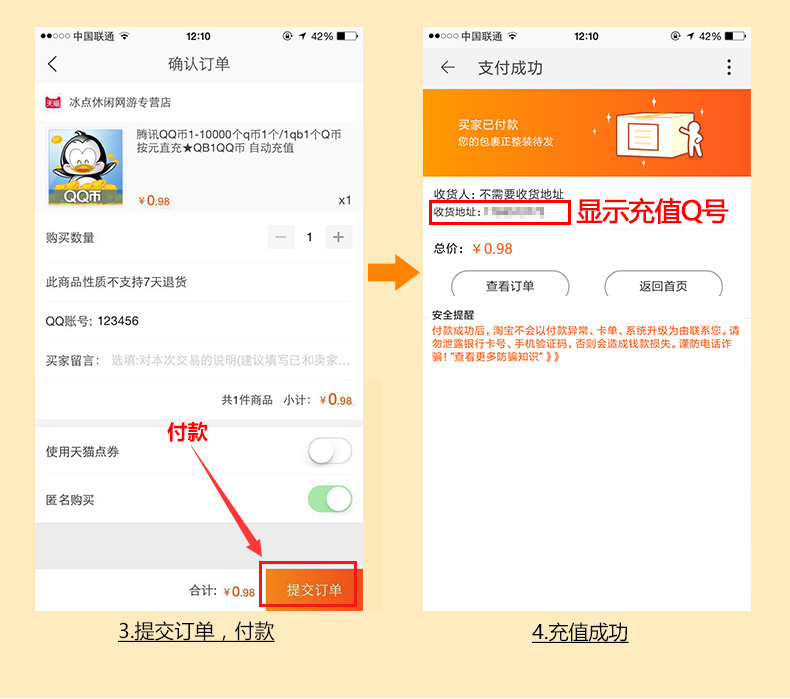 中国联通
12:10
42%
确认订单
天猫
冰点休闲网游专营店
腾讯QQ币1-10000个q币1个/1qb1个Q币
按元直充★QB1QQ币 自动充值
QQ币
¥0.98
x1
购买数量
— 1 +
此商品性质不支持7天退货
QQ账号: 123456
买家留言: 选填:对本次交易的说明(建议填写已和卖家...
共1件商品 小计: ¥0.98
付款
使用天猫点券
匿名购买
合计: ¥0.98
提交订单
3.提交订单，付款
中国联通
12:10
42%
支付成功
买家已付款
您的包裹正整装待发
收货人: 不需要收货地址
收货地址:
显示充值Q号
总价: ¥0.98
查看订单
返回首页
安全提醒
付款成功后, 淘宝不会以付款异常、卡单、系统升级为由联系您。请
勿泄露银行卡号、手机验证码, 否则会造成钱款损失。谨防电话诈
骗! "查看更多防骗知识" 》》
4.充值成功